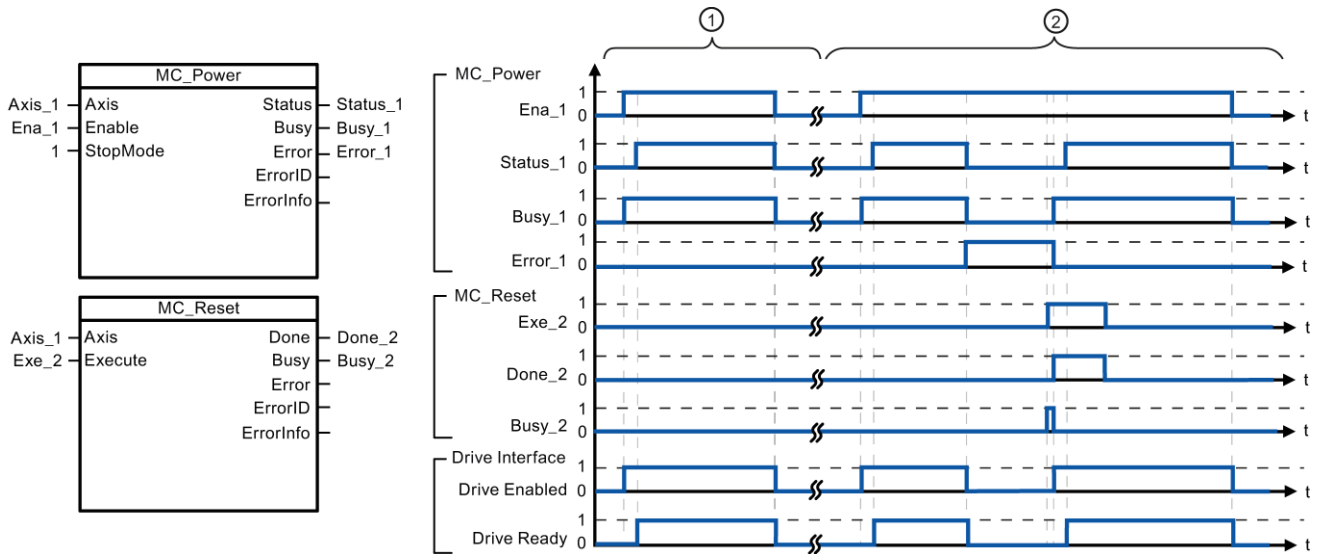 ① ②
MC_Power
Axis_1 Axis Status Status_1
Ena_1 Enable Busy Busy_1
1 StopMode Error Error_1
ErrorID
ErrorInfo
MC_Reset
Axis_1 Axis Done Done_2
Exe_2 Execute Busy Busy_2
Error
ErrorID
ErrorInfo
MC_Power
1
Ena_1 0 t
1
Status_1 0 t
1
Busy_1 0 t
1
Error_1 0 t
MC_Reset
1
Exe_2 0 t
1
Done_2 0 t
1
Busy_2 0 t
Drive Interface
1
Drive Enabled 0 t
1
Drive Ready 0 t